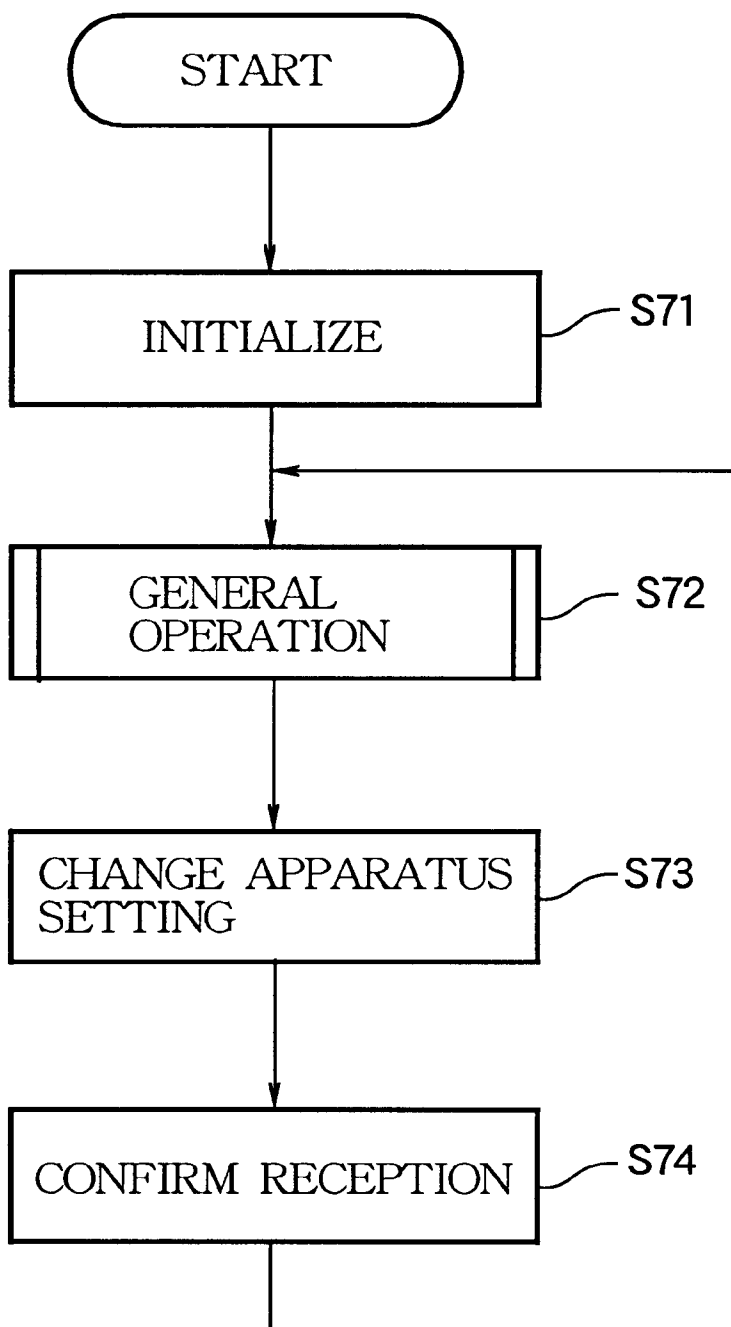 START
INITIALIZE
S71
GENERAL
OPERATION
S72
CHANGE APPARATUS
SETTING
S73
CONFIRM RECEPTION
S74